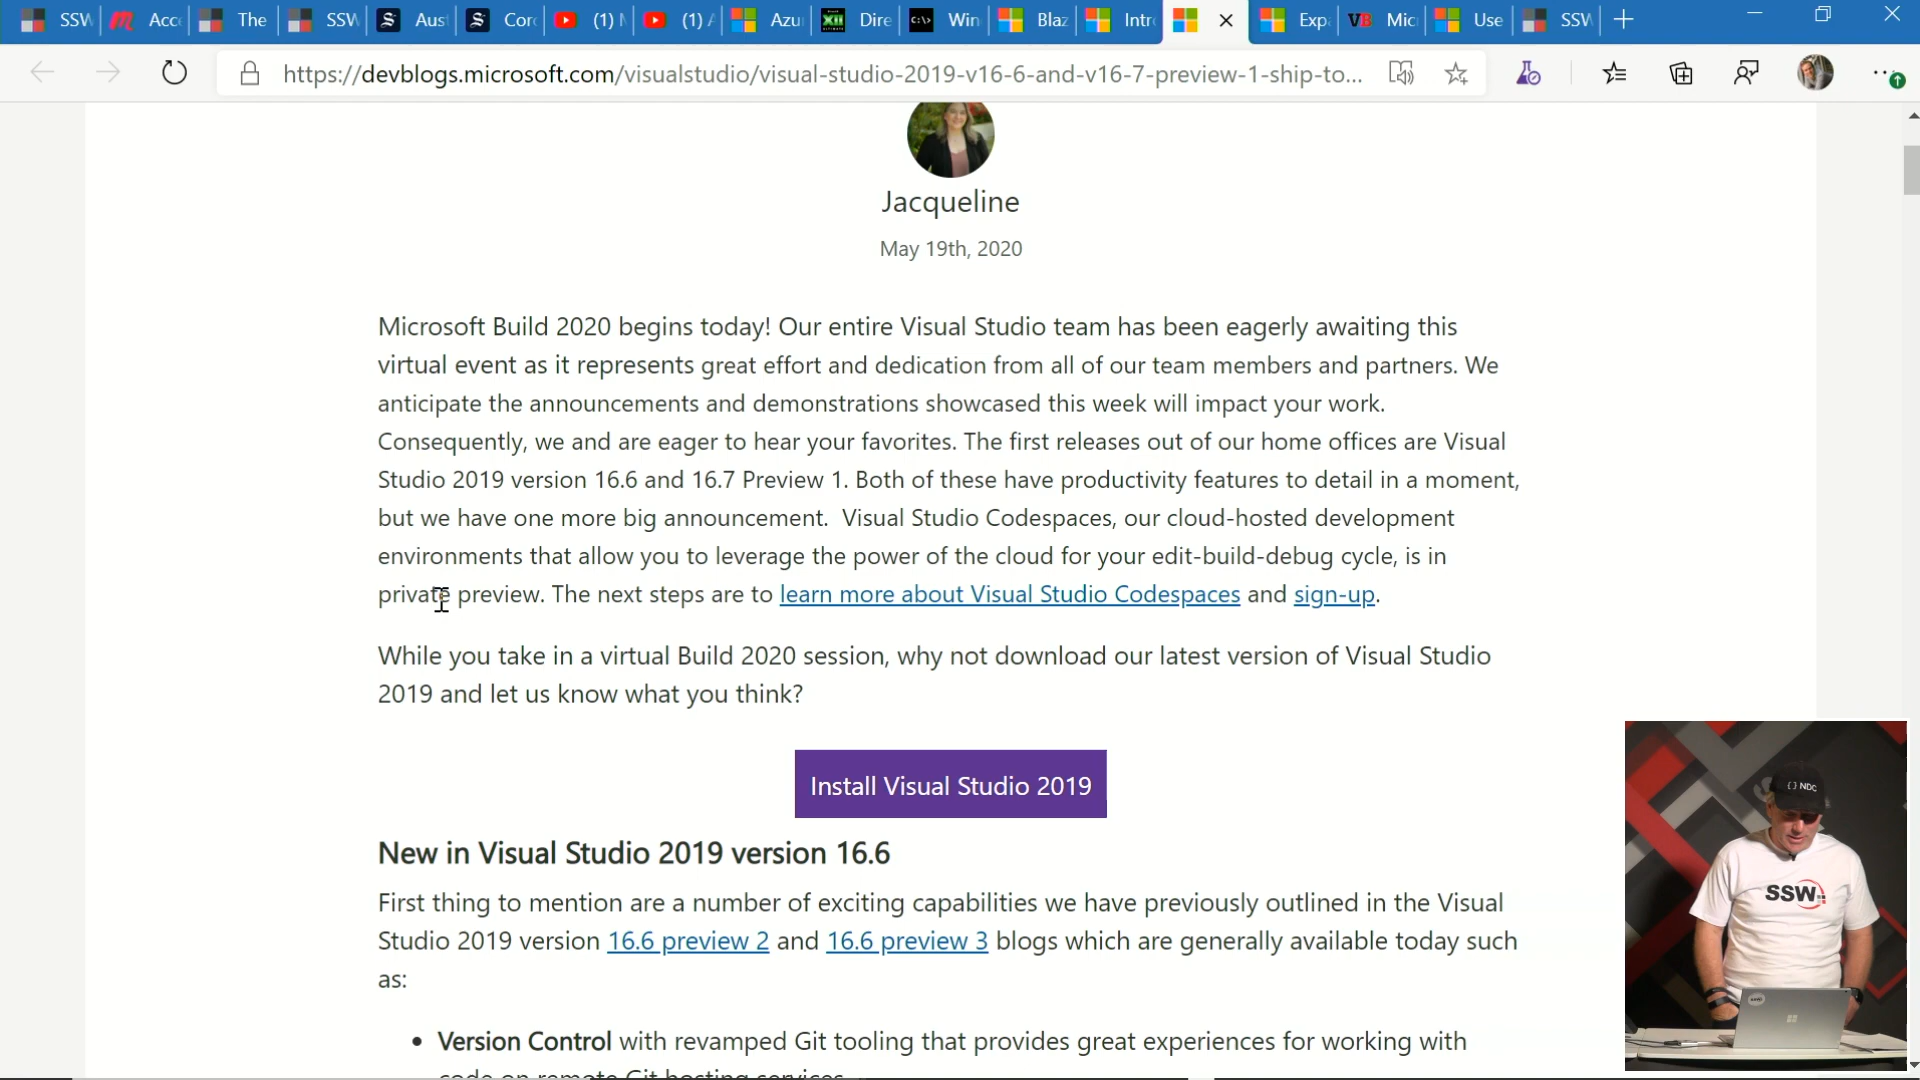 SSW
Acce
The
SSW
Aus
Cor
(1)
(1)
Azu
Dire
Win
Blaz
Intro
Exp
Mic
Use
SSW
https://devblogs.microsoft.com/visualstudio/visual-studio-2019-v16-6-and-v16-7-preview-1-ship-to...
Jacqueline
May 19th, 2020
Microsoft Build 2020 begins today! Our entire Visual Studio team has been eagerly awaiting this
virtual event as it represents great effort and dedication from all of our team members and partners. We
anticipate the announcements and demonstrations showcased this week will impact your work.
Consequently, we and are eager to hear your favorites. The first releases out of our home offices are Visual
Studio 2019 version 16.6 and 16.7 Preview 1. Both of these have productivity features to detail in a moment,
but we have one more big announcement. Visual Studio Codespaces, our cloud-hosted development
environments that allow you to leverage the power of the cloud for your edit-build-debug cycle, is in
private preview. The next steps are to learn more about Visual Studio Codespaces and sign-up.
While you take in a virtual Build 2020 session, why not download our latest version of Visual Studio
2019 and let us know what you think?
Install Visual Studio 2019
New in Visual Studio 2019 version 16.6
First thing to mention are a number of exciting capabilities we have previously outlined in the Visual
Studio 2019 version 16.6 preview 2 and 16.6 preview 3 blogs which are generally available today such
as:
• Version Control with revamped Git tooling that provides great experiences for working with
code on remote Git hosting services
{} NDC
SSW